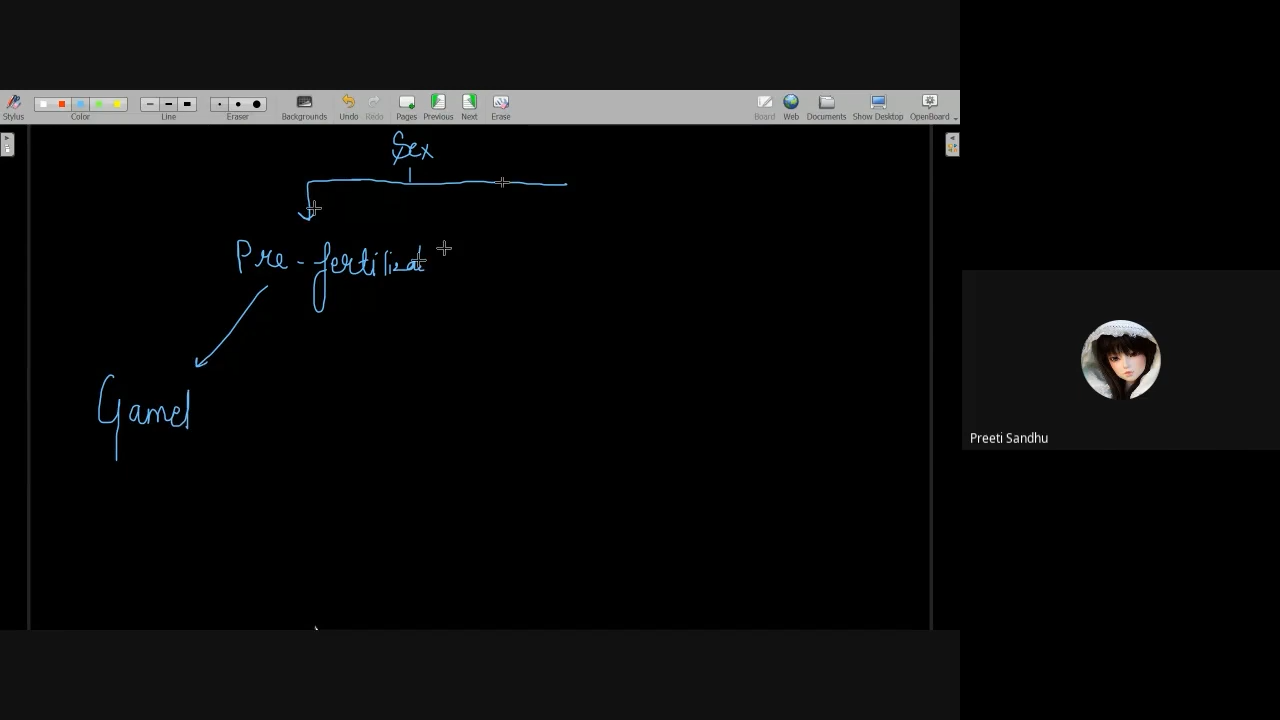 Stylus Color Line Eraser Backgrounds Undo Redo Pages Previous Next Erase Board Web Documents Show Desktop OpenBoard
Sex
Pre-fertilizat
Gamet
Preeti Sandhu